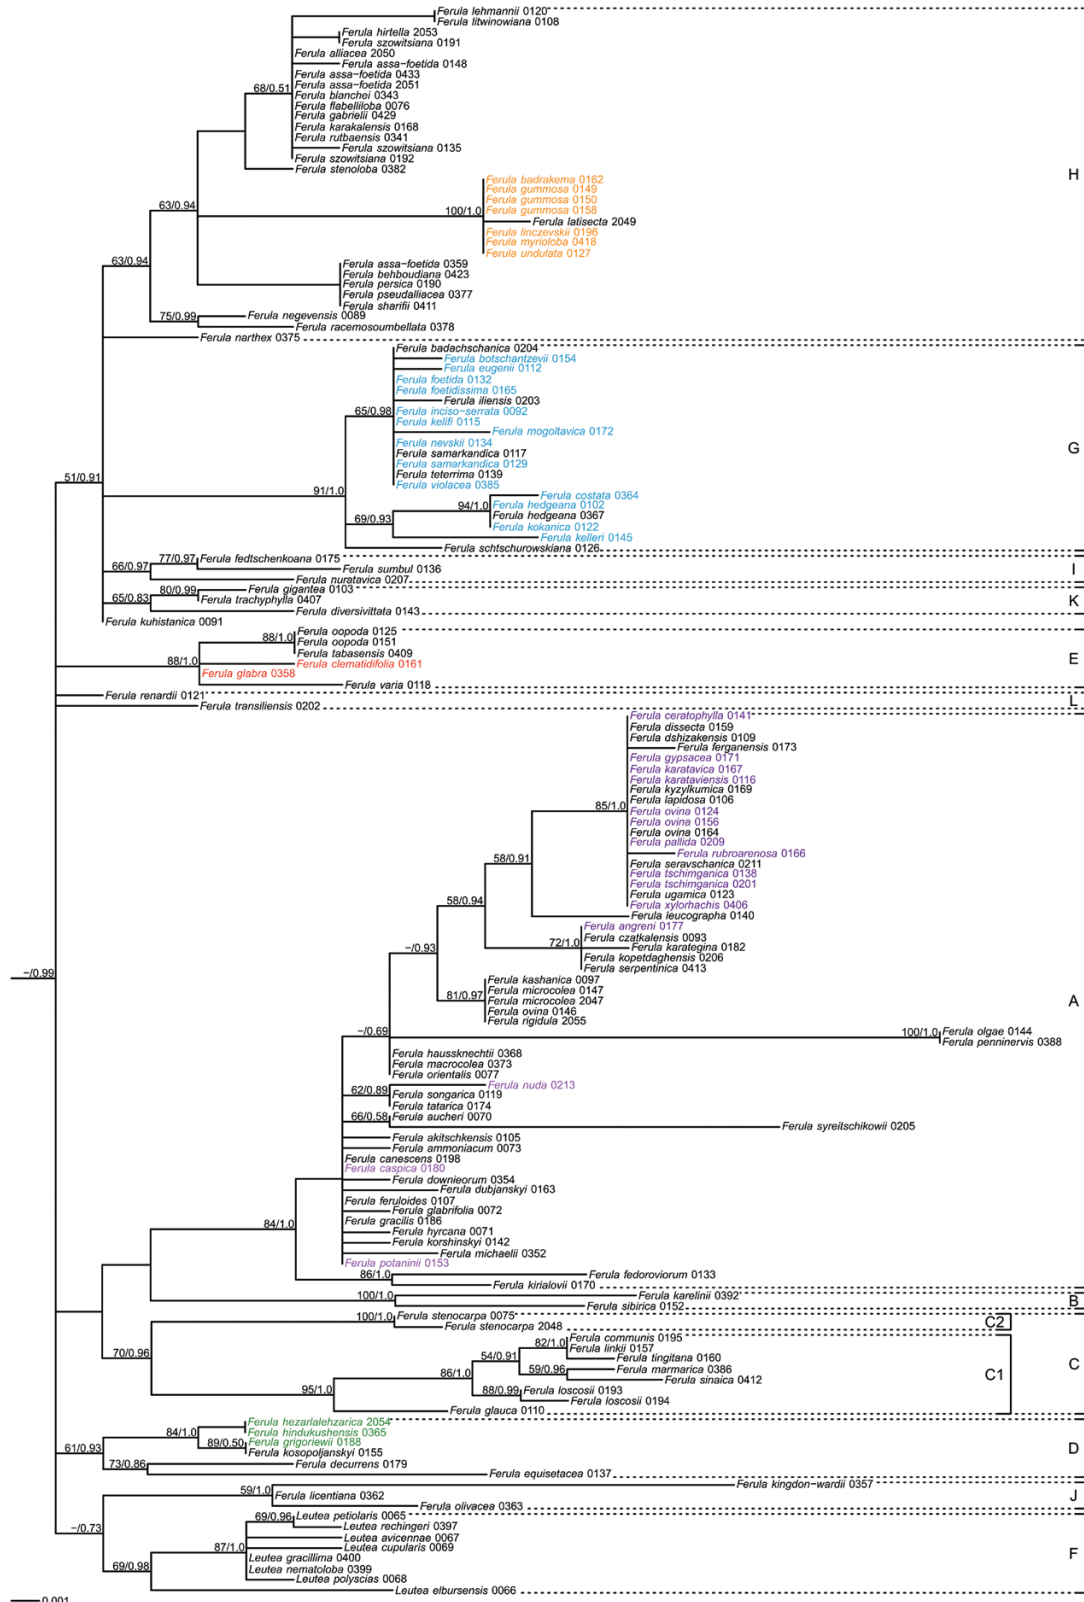 Ferula lehmannii 0120
Ferula litwinowiana 0108
Ferula hirtella 2053
Ferula szowitsiana 0191
Ferula alliacea 2050
Ferula assa-foetida 0148
Ferula assa-foetida 0433
Ferula assa-foetida 2051
68/0.51
Ferula blanchei 0343
Ferula flabelliloba 0076
Ferula gabrielii 0429
Ferula karakalensis 0168
Ferula rutbaensis 0341
Ferula szowitsiana 0135
Ferula szowitsiana 0192
Ferula stenoloba 0382
H
Ferula badrakema 0162
Ferula gummosa 0149
Ferula gummosa 0150
63/0.94
100/1.0
Ferula gummosa 0158
Ferula latisecta 2049
Ferula linczevskii 0196
Ferula myrioloba 0418
Ferula undulata 0127
63/0.94
Ferula assa-foetida 0359
Ferula behboudiana 0423
Ferula persica 0190
Ferula pseudalliacea 0377
Ferula sharifii 0411
75/0.99
Ferula negevensis 0089
Ferula racemosoumbellata 0378
Ferula narthex 0375
Ferula badachschanica 0204
Ferula botschantzevii 0154
Ferula eugenii 0112
Ferula foetida 0132
Ferula foetidissima 0165
Ferula iliensis 0203
65/0.98
Ferula inciso-serrata 0092
Ferula kelifi 0115
Ferula mogoltavica 0172
Ferula nevskii 0134
G
Ferula samarkandica 0117
Ferula samarkandica 0129
Ferula teterrima 0139
51/0.91
Ferula violacea 0385
91/1.0
Ferula costata 0364
94/1.0
Ferula hedgeana 0102
Ferula hedgeana 0367
69/0.93
Ferula kokanica 0122
Ferula kelleri 0145
Ferula schtschurowskiana 0126
77/0.97
Ferula fedtschenkoana 0175
66/0.97
Ferula sumbul 0136
I
Ferula nuratavica 0207
80/0.99
Ferula gigantea 0103
65/0.83
Ferula trachyphylla 0407
K
Ferula diversivittata 0143
Ferula kuhistanica 0091
Ferula oopoda 0125
88/1.0
Ferula oopoda 0151
Ferula tabasensis 0409
88/1.0
Ferula clematidifolia 0161
E
Ferula glabra 0358
Ferula varia 0118
Ferula renardii 0121
L
Ferula transiliensis 0202
Ferula ceratophylla 0141
Ferula dissecta 0159
Ferula dshizakensis 0109
Ferula ferganensis 0173
Ferula gypsacea 0171
Ferula karatavica 0167
Ferula karataviensis 0116
Ferula kyzylkumica 0169
Ferula lapidosa 0106
85/1.0
Ferula ovina 0124
Ferula ovina 0156
Ferula ovina 0164
Ferula pallida 0209
Ferula rubroarenosa 0166
58/0.91
Ferula seravschanica 0211
Ferula tschimganica 0138
Ferula tschimganica 0201
Ferula ugamica 0123
58/0.94
Ferula xylorhachis 0406
Ferula leucographa 0140
Ferula angreni 0177
Ferula czatkalensis 0093
72/1.0
Ferula karategina 0182
-/0.93
Ferula kopetdaghensis 0206
Ferula serpentinica 0413
-/0.99
Ferula kashanica 0097
Ferula microcolea 0147
81/0.97
Ferula microcolea 2047
A
Ferula ovina 0146
Ferula rigidula 2055
-/0.69
100/1.0
Ferula olgae 0144
Ferula penninervis 0388
Ferula haussknechtii 0368
Ferula macrocolea 0373
Ferula orientalis 0077
Ferula nuda 0213
62/0.89
Ferula songarica 0119
Ferula tatarica 0174
66/0.58
Ferula aucheri 0070
Ferula syreitschikowii 0205
Ferula akitschkensis 0105
Ferula ammoniacum 0073
Ferula canescens 0198
Ferula caspica 0180
Ferula downieorum 0354
Ferula dubjanskyi 0163
Ferula feruloides 0107
Ferula glabrifolia 0072
Ferula gracilis 0186
84/1.0
Ferula hyrcana 0071
Ferula korshinskyi 0142
Ferula michaelii 0352
Ferula potaninii 0153
86/1.0
Ferula fedoroviorum 0133
Ferula kirialovii 0170
100/1.0
Ferula karelinii 0392
B
Ferula sibirica 0152
100/1.0
Ferula stenocarpa 0075
C2
Ferula stenocarpa 2048
82/1.0
Ferula communis 0195
Ferula linkii 0157
70/0.96
54/0.91
Ferula tingitana 0160
C
86/1.0
59/0.96
Ferula marmarica 0386
C1
Ferula sinaica 0412
95/1.0
88/0.99
Ferula loscosii 0193
Ferula loscosii 0194
Ferula glauca 0110
84/1.0
Ferula hezarlalehzarica 2054
Ferula hindukushensis 0365
89/0.50
Ferula grigoriewii 0188
61/0.93
Ferula kosopoljanskyi 0155
D
73/0.86
Ferula decurrens 0179
Ferula equisetacea 0137
59/1.0
Ferula kingdon-wardii 0357
Ferula licentiana 0362
J
Ferula olivacea 0363
69/0.96
Leutea petiolaris 0065
-/0.73
Leutea rechingeri 0397
Leutea avicennae 0067
87/1.0
Leutea cupularis 0069
Leutea gracillima 0400
F
69/0.98
Leutea nematoloba 0399
Leutea polyscias 0068
Leutea elbursensis 0066
0.001